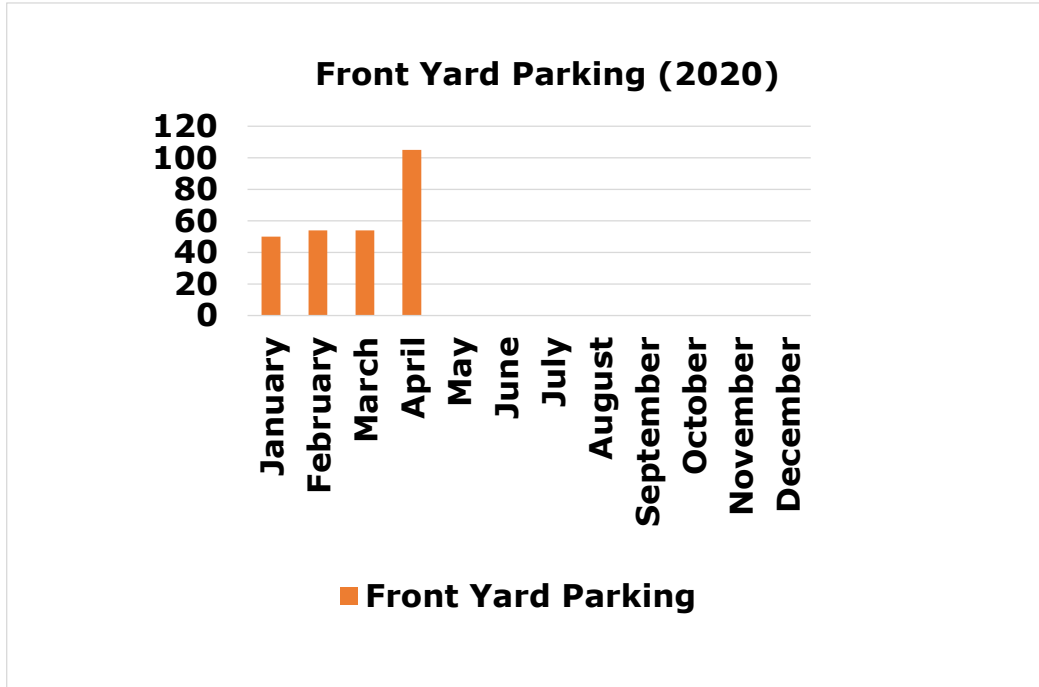 Front Yard Parking (2020)
120
100
80
60
40
20
0
January
February
March
April
May
June
July
August
September
October
November
December
Front Yard Parking